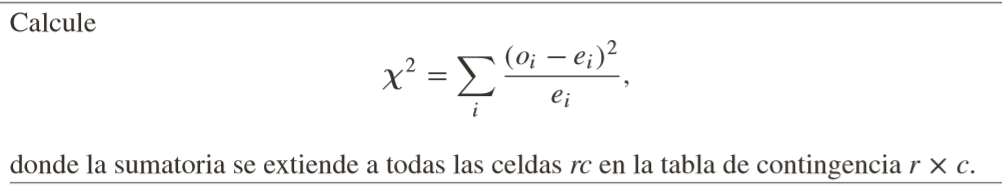 Calcule
χ² = ∑ᵢ (oᵢ − eᵢ)² / eᵢ,
donde la sumatoria se extiende a todas las celdas rc en la tabla de contingencia r × c.